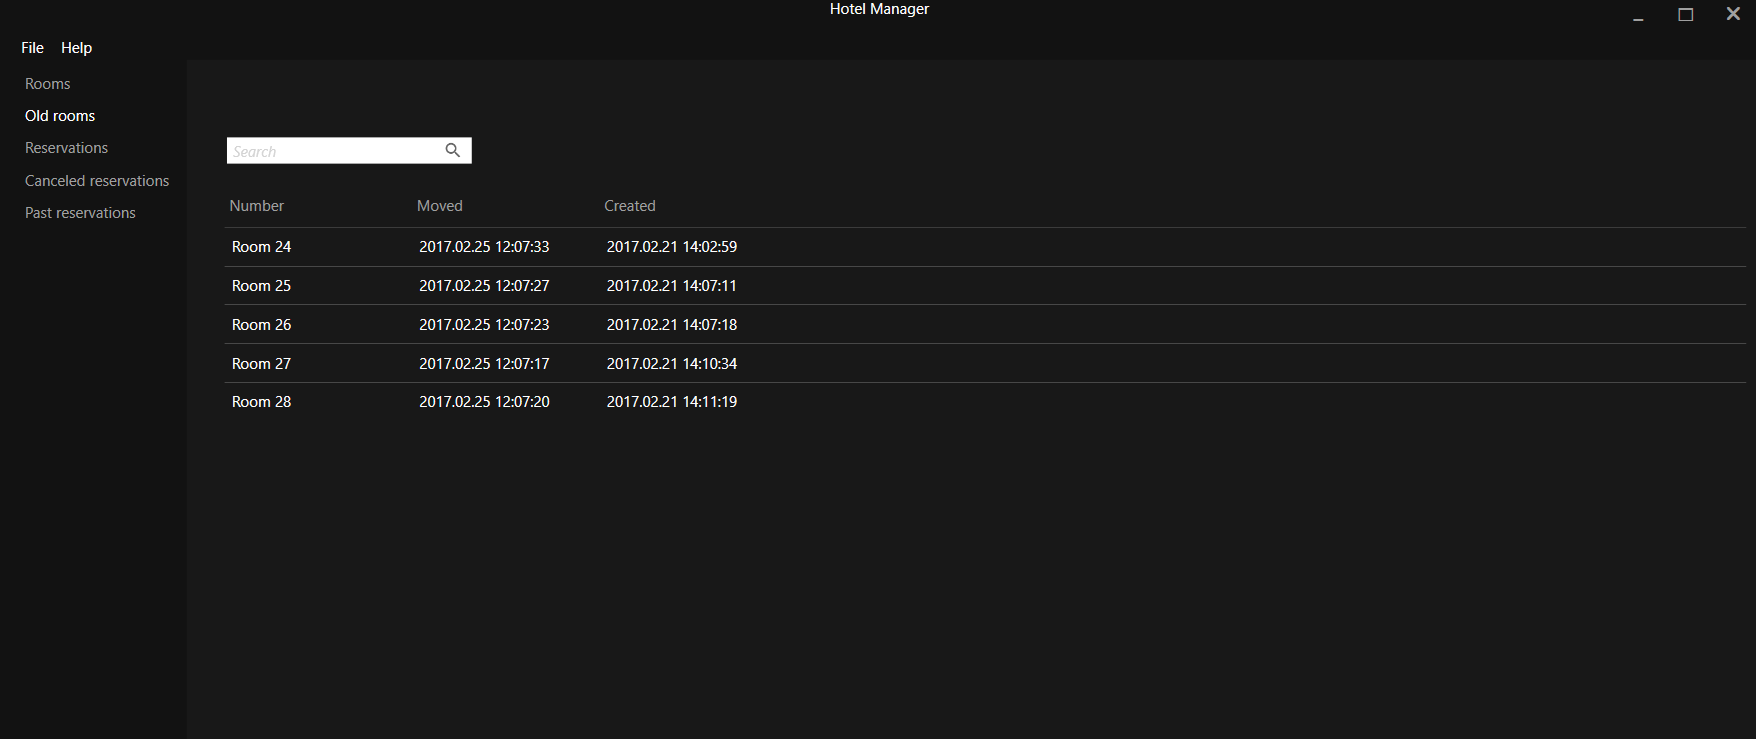 Hotel Manager
File Help
Rooms
Old rooms
Reservations
Canceled reservations
Past reservations
Search
Number Moved Created
Room 24 2017.02.25 12:07:33 2017.02.21 14:02:59
Room 25 2017.02.25 12:07:27 2017.02.21 14:07:11
Room 26 2017.02.25 12:07:23 2017.02.21 14:07:18
Room 27 2017.02.25 12:07:17 2017.02.21 14:10:34
Room 28 2017.02.25 12:07:20 2017.02.21 14:11:19